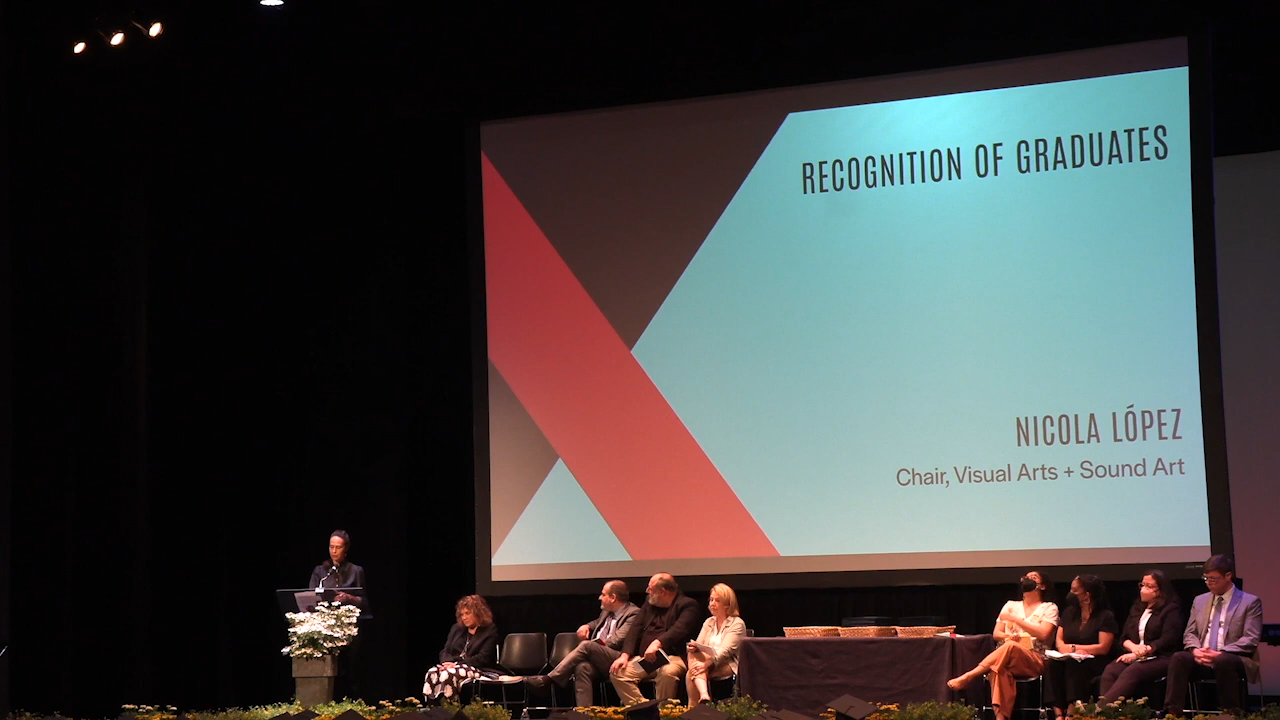 RECOGNITION OF GRADUATES
NICOLA LÓPEZ
Chair, Visual Arts + Sound Art